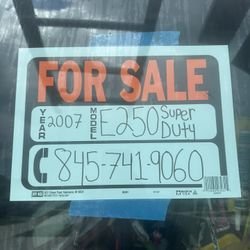 FOR SALE
YEAR 2007 MODEL E250 Super Duty
845-741-9060